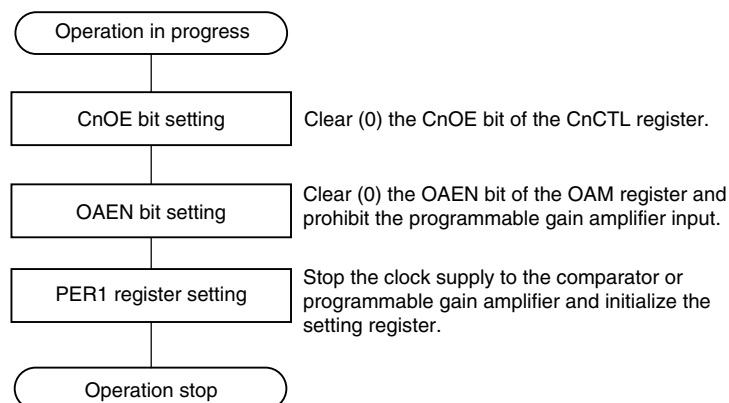 Operation in progress
CnOE bit setting
Clear (0) the CnOE bit of the CnCTL register.
OAEN bit setting
Clear (0) the OAEN bit of the OAM register and
prohibit the programmable gain amplifier input.
PER1 register setting
Stop the clock supply to the comparator or
programmable gain amplifier and initialize the
setting register.
Operation stop